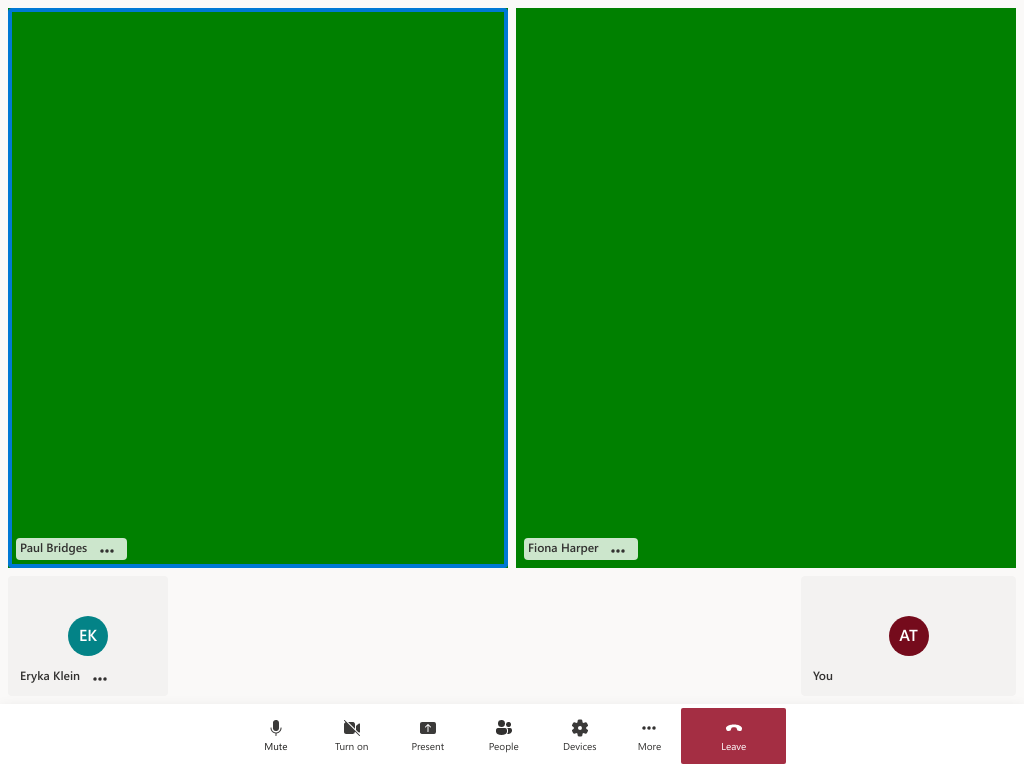 Paul Bridges
Fiona Harper
EK
Eryka Klein
AT
You
Mute
Turn on
Present
People
Devices
More
Leave